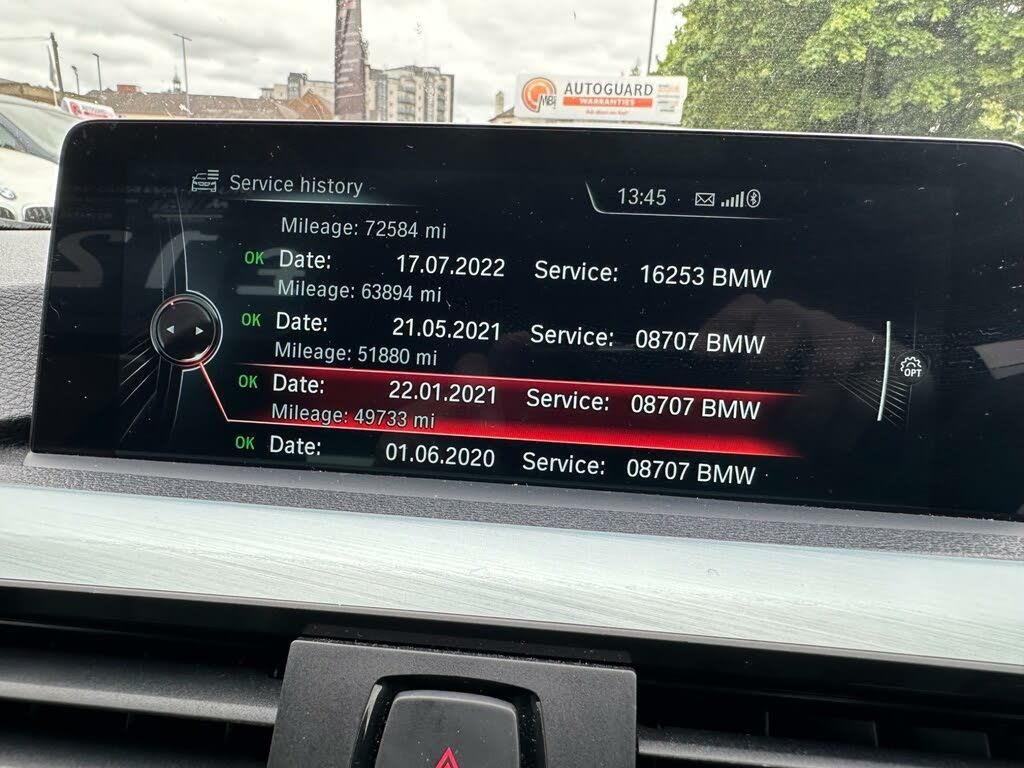 MBi AUTOGUARD
WARRANTIES
Service history
13:45
Mileage: 72584 mi
OK Date: 17.07.2022 Service: 16253 BMW
Mileage: 63894 mi
OK Date: 21.05.2021 Service: 08707 BMW
Mileage: 51880 mi
OK Date: 22.01.2021 Service: 08707 BMW
Mileage: 49733 mi
OK Date: 01.06.2020 Service: 08707 BMW
OPT